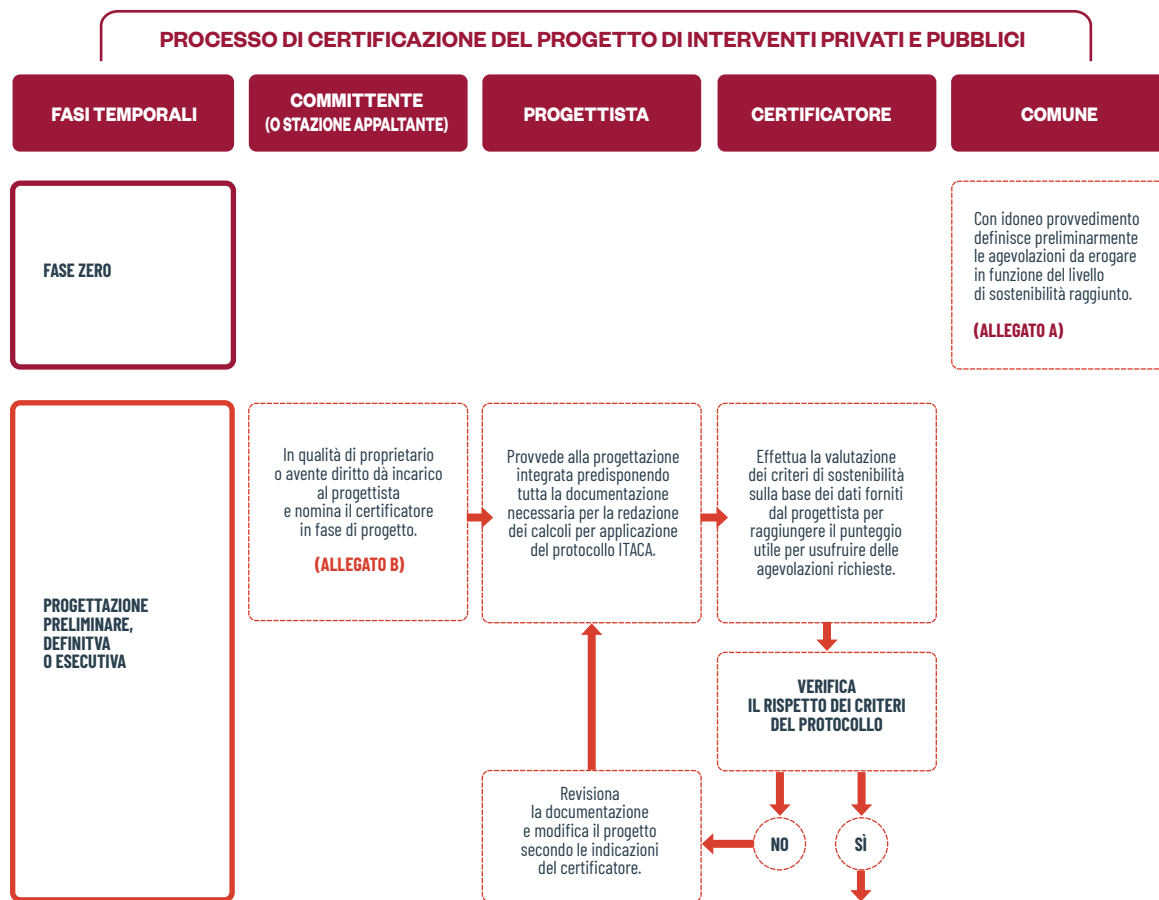 PROCESSO DI CERTIFICAZIONE DEL PROGETTO DI INTERVENTI PRIVATI E PUBBLICI
FASI TEMPORALI
COMMITTENTE
(O STAZIONE APPALTANTE)
PROGETTISTA
CERTIFICATORE
COMUNE
FASE ZERO
Con idoneo provvedimento
definisce preliminarmente
le agevolazioni da erogare
in funzione del livello
di sostenibilità raggiunto.
(ALLEGATO A)
PROGETTAZIONE
PRELIMINARE,
DEFINITVA
O ESECUTIVA
In qualità di proprietario
o avente diritto dà incarico
al progettista
e nomina il certificatore
in fase di progetto.
(ALLEGATO B)
Provvede alla progettazione
integrata predisponendo
tutta la documentazione
necessaria per la redazione
dei calcoli per applicazione
del protocollo ITACA.
Effettua la valutazione
dei criteri di sostenibilità
sulla base dei dati forniti
dal progettista per
raggiungere il punteggio
utile per usufruire delle
agevolazioni richieste.
VERIFICA
IL RISPETTO DEI CRITERI
DEL PROTOCOLLO
Revisiona
la documentazione
e modifica il progetto
secondo le indicazioni
del certificatore.
NO
SÌ